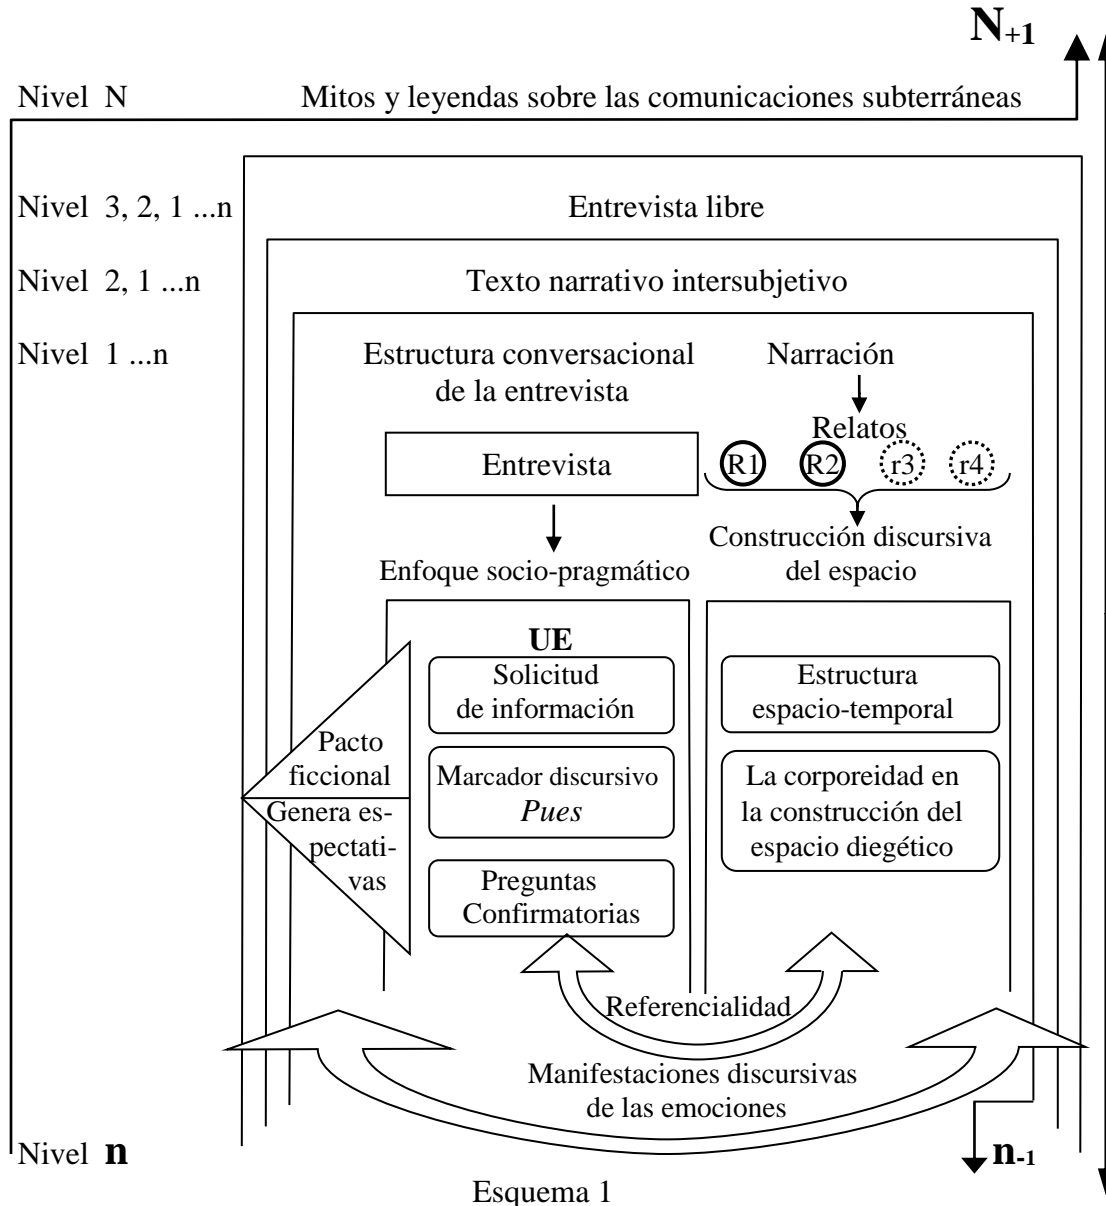 N+1
Nivel N Mitos y leyendas sobre las comunicaciones subterráneas
Nivel 3, 2, 1 ...n Entrevista libre
Nivel 2, 1 ...n Texto narrativo intersubjetivo
Nivel 1 ...n
Estructura conversacional
de la entrevista
Narración
Relatos
Entrevista
R1 R2 r3 r4
Enfoque socio-pragmático
Construcción discursiva
del espacio
UE
Solicitud
de información
Marcador discursivo
Pues
Preguntas
Confirmatorias
Estructura
espacio-temporal
La corporeidad en
la construcción del
espacio diegético
Pacto
ficcional
Genera es-
pectati-
vas
Referencialidad
Manifestaciones discursivas
de las emociones
Nivel n
n-1
Esquema 1